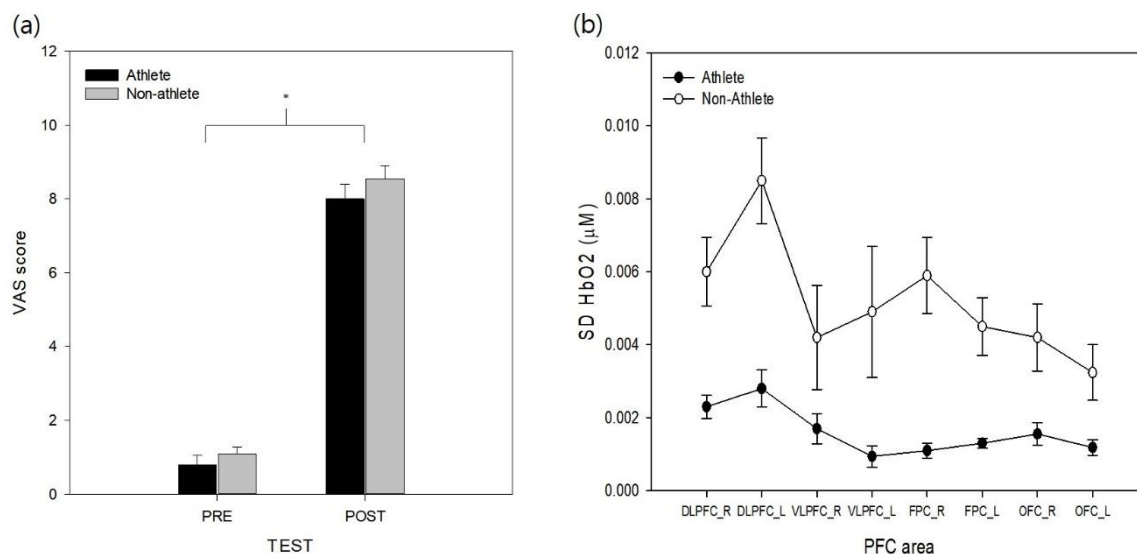 (a)
12
10
8
6
4
2
0
VAS score
Athlete
Non-athlete
*
PRE
POST
TEST
(b)
0.012
0.010
0.008
0.006
0.004
0.002
0.000
SD HbO2 (μM)
Athlete
Non-Athlete
DLPFC_R
DLPFC_L
VLPFC_R
VLPFC_L
FPC_R
FPC_L
OFC_R
OFC_L
PFC area